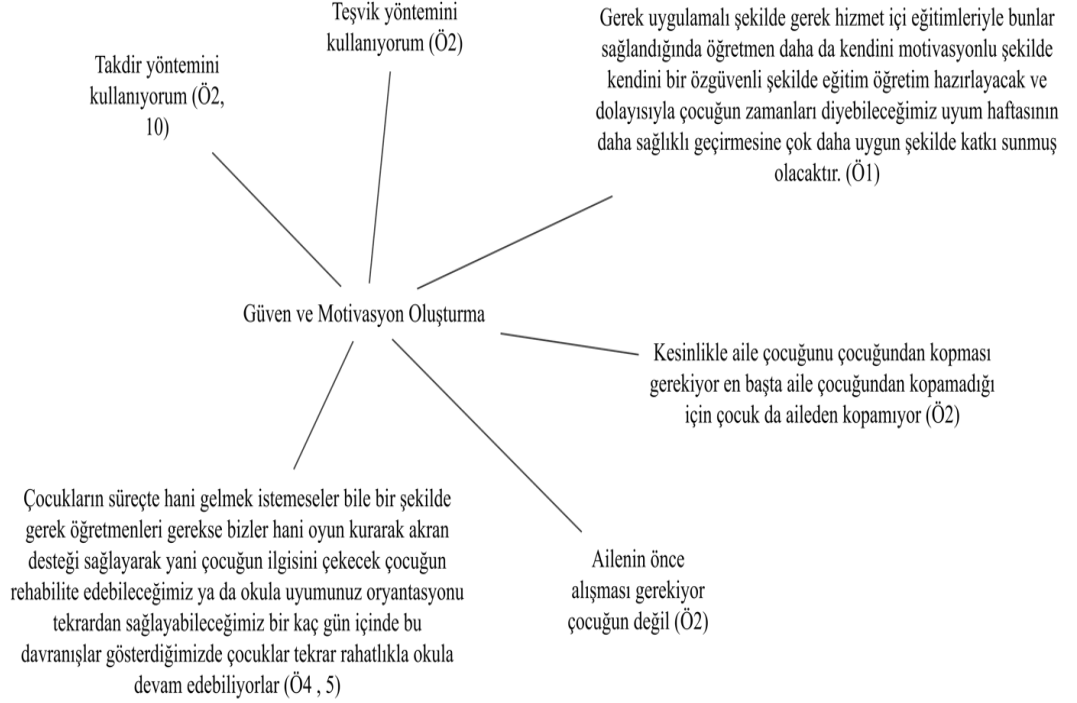 Teşvik yöntemini
kullanıyorum (Ö2)
Takdir yöntemini
kullanıyorum (Ö2,
10)
Gerek uygulamalı şekilde gerek hizmet içi eğitimleriyle bunlar
sağlandığında öğretmen daha da kendini motivasyonlu şekilde
kendini bir özgüvenli şekilde eğitim öğretim hazırlayacak ve
dolayısıyla çocuğun zamanları diyebileceğimiz uyum haftasının
daha sağlıklı geçirmesine çok daha uygun şekilde katkı sunmuş
olacaktır. (Ö1)
Güven ve Motivasyon Oluşturma
Kesinlikle aile çocuğunu çocuğundan kopması
gerekiyor en başta aile çocuğundan kopamadığı
için çocuk da aileden kopamıyor (Ö2)
Çocukların süreçte hani gelmek istemeseler bile bir şekilde
gerek öğretmenleri gerekse bizler hani oyun kurarak akran
desteği sağlayarak yani çocuğun ilgisini çekecek çocuğun
rehabilite edebileceğimiz ya da okula uyumunuz oryantasyonu
tekrardan sağlayabileceğimiz bir kaç gün içinde bu
davranışlar gösterdiğimizde çocuklar tekrar rahatlıkla okula
devam edebiliyorlar (Ö4 , 5)
Ailenin önce
alışması gerekiyor
çocuğun değil (Ö2)